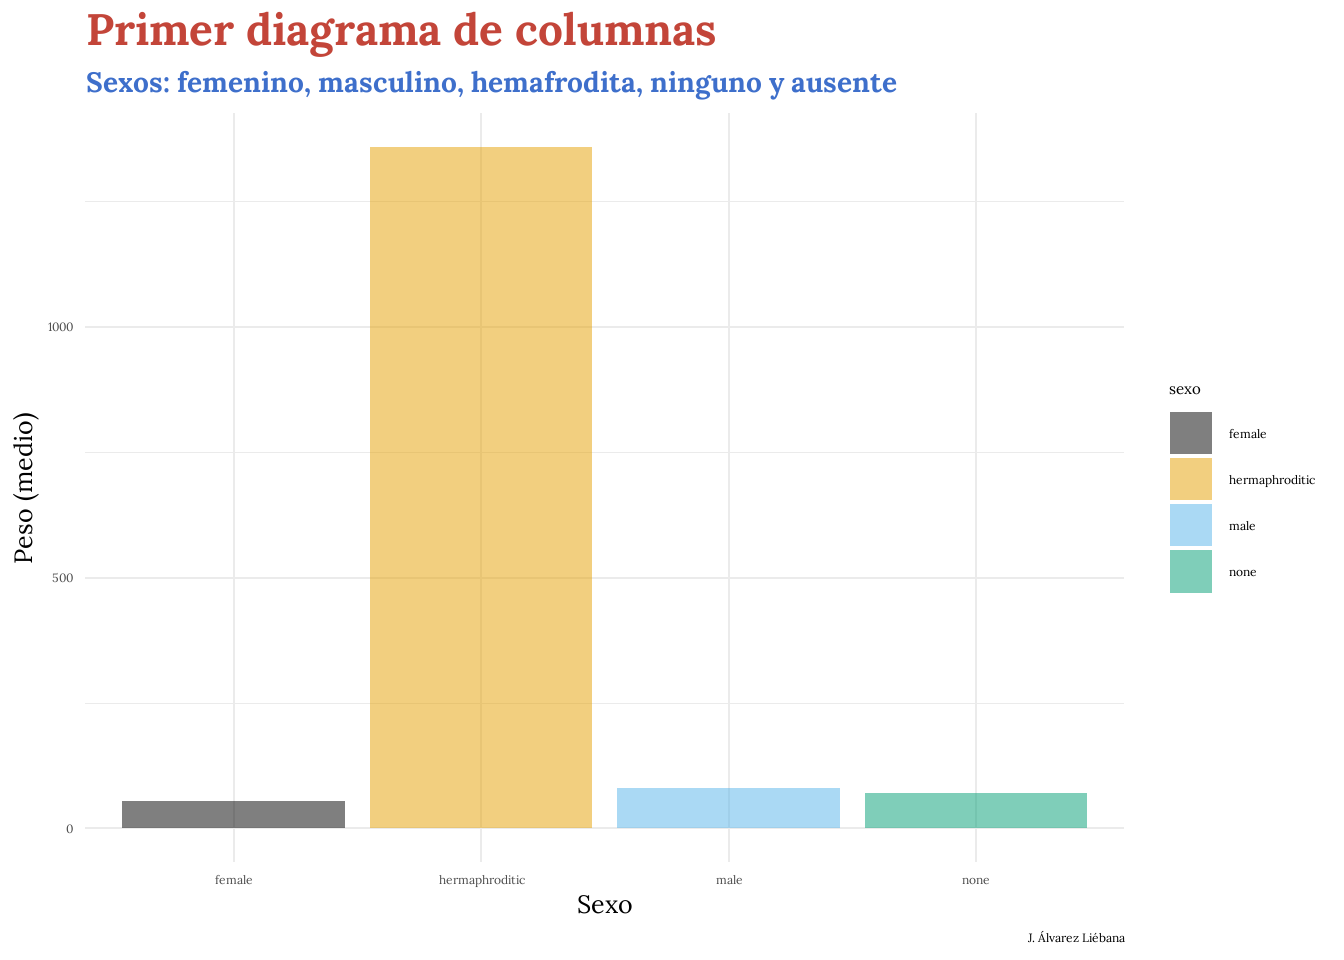 Primer diagrama de columnas
Sexos: femenino, masculino, hemafrodita, ninguno y ausente
Peso (medio)
1000
500
0
female
hermaphroditic
male
none
Sexo
sexo
female
hermaphroditic
male
none
J. Álvarez Liébana